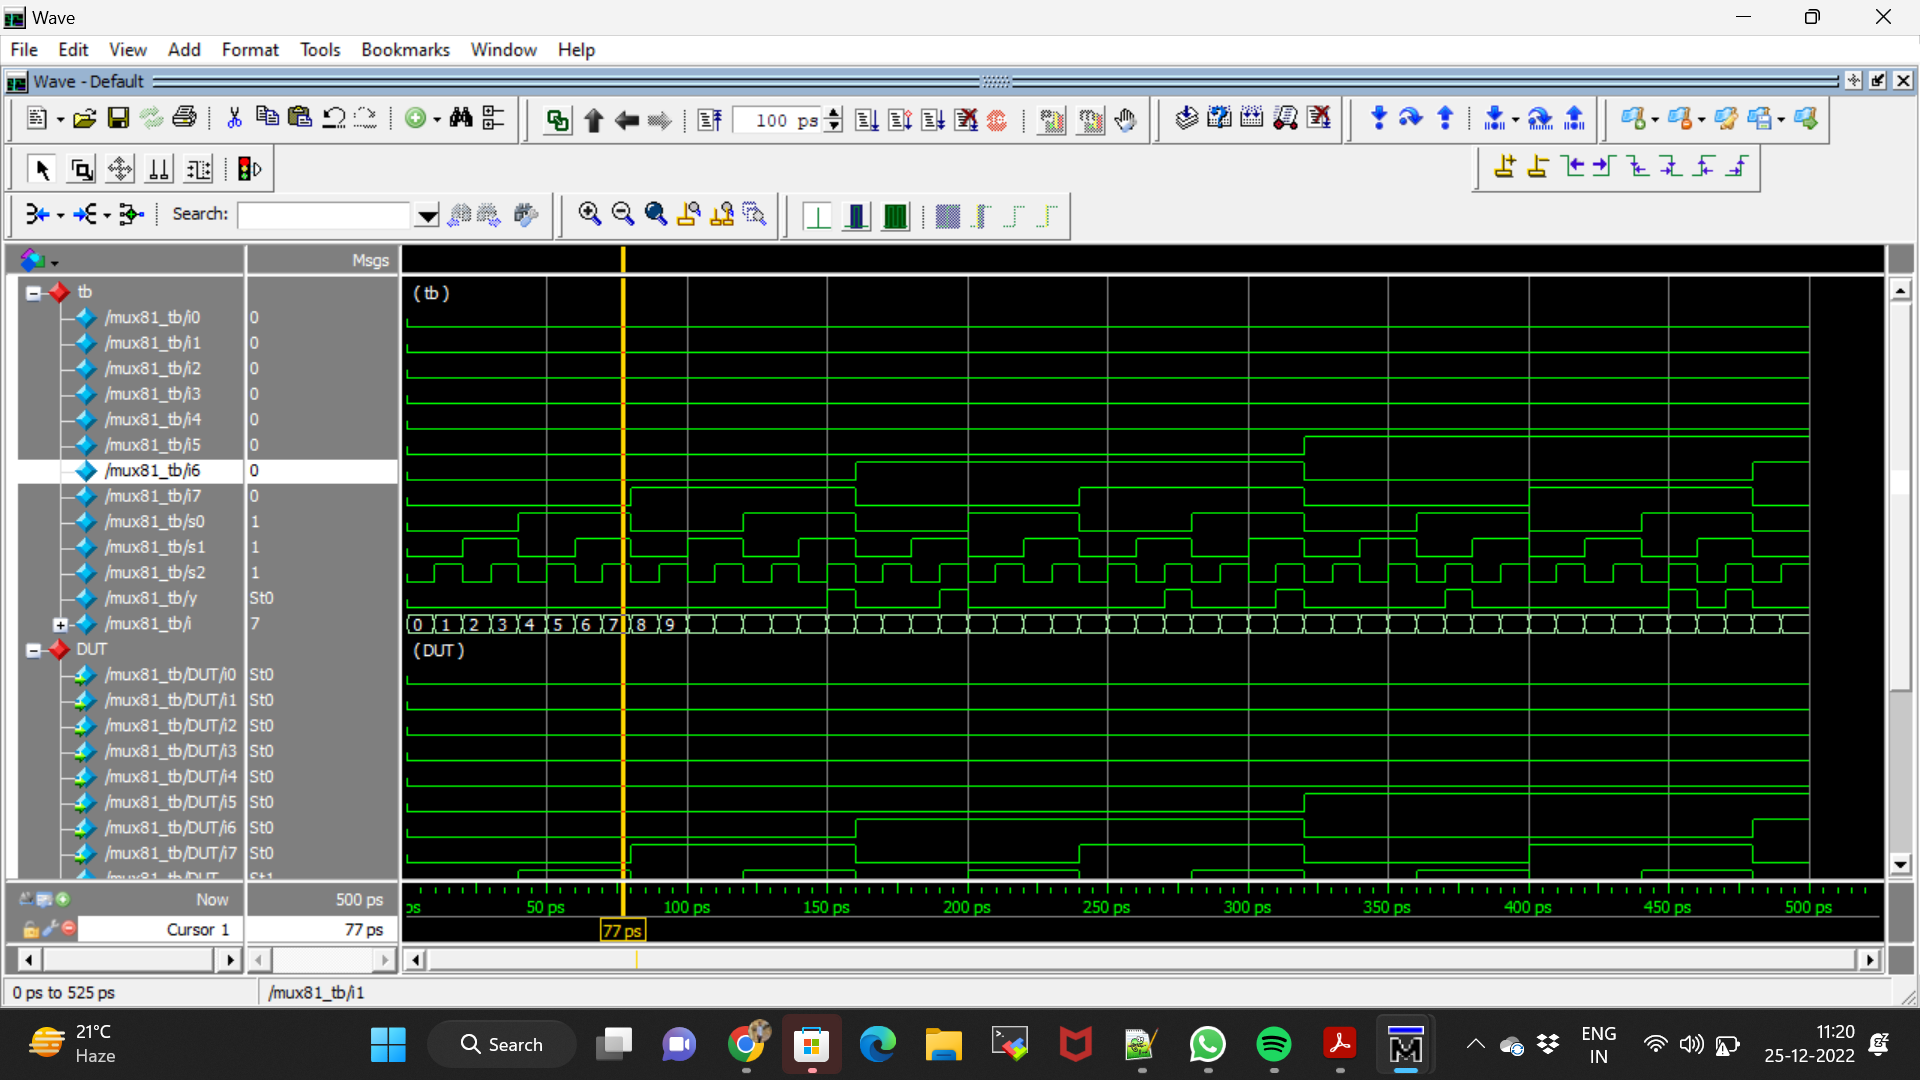 Wave
File Edit View Add Format Tools Bookmarks Window Help
Wave - Default
100 ps
Search:
Msgs
tb
(tb)
/mux81_tb/i0 0
/mux81_tb/i1 0
/mux81_tb/i2 0
/mux81_tb/i3 0
/mux81_tb/i4 0
/mux81_tb/i5 0
/mux81_tb/i6 0
/mux81_tb/i7 0
/mux81_tb/s0 1
/mux81_tb/s1 1
/mux81_tb/s2 1
/mux81_tb/y St0
/mux81_tb/i 7 0 1 2 3 4 5 6 7 8 9
DUT
(DUT)
/mux81_tb/DUT/i0 St0
/mux81_tb/DUT/i1 St0
/mux81_tb/DUT/i2 St0
/mux81_tb/DUT/i3 St0
/mux81_tb/DUT/i4 St0
/mux81_tb/DUT/i5 St0
/mux81_tb/DUT/i6 St0
/mux81_tb/DUT/i7 St0
Now 500 ps
ps 50 ps 100 ps 150 ps 200 ps 250 ps 300 ps 350 ps 400 ps 450 ps 500 ps
Cursor 1 77 ps 77 ps
0 ps to 525 ps /mux81_tb/i1
21°C
Haze
Search
ENG
IN
11:20
25-12-2022